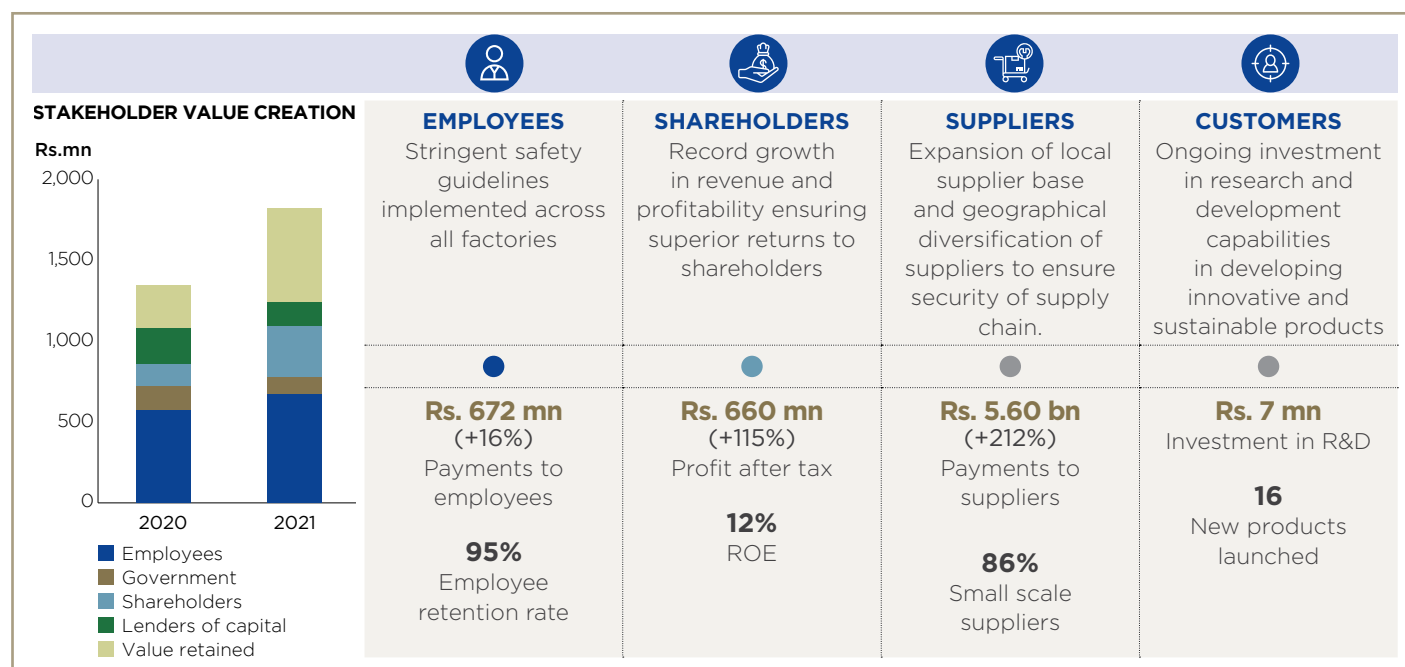 STAKEHOLDER VALUE CREATION
Rs.mn
2,000
1,500
1,000
500
0
2020
2021
Employees
Government
Shareholders
Lenders of capital
Value retained
EMPLOYEES
Stringent safety
guidelines
implemented across
all factories
Rs. 672 mn
(+16%)
Payments to
employees
95%
Employee
retention rate
SHAREHOLDERS
Record growth
in revenue and
profitability ensuring
superior returns to
shareholders
Rs. 660 mn
(+115%)
Profit after tax
12%
ROE
SUPPLIERS
Expansion of local
supplier base
and geographical
diversification of
suppliers to ensure
security of supply
chain.
Rs. 5.60 bn
(+212%)
Payments to
suppliers
86%
Small scale
suppliers
CUSTOMERS
Ongoing investment
in research and
development
capabilities
in developing
innovative and
sustainable products
Rs. 7 mn
Investment in R&D
16
New products
launched